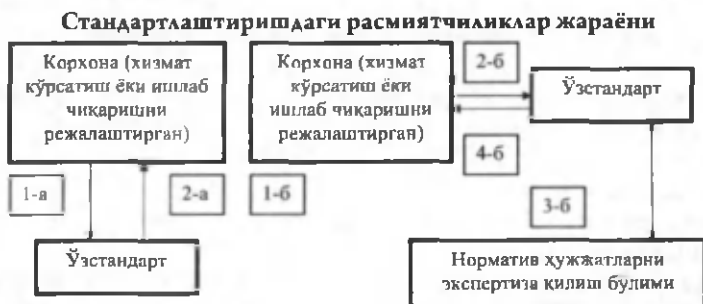 Стандартлаштиришдаги расмиятчиликлар жараёни
Корхона (хизмат
кўрсатиш ёки ишлаб
чиқаришни
режалаштирган)
Корхона (хизмат
кўрсатиш ёки
ишлаб чиқаришни
режалаштирган)
2-б
Ўзстандарт
4-б
1-а
2-а
1-б
3-б
Ўзстандарт
Норматив ҳужжатларни
экспертиза қилиш булими